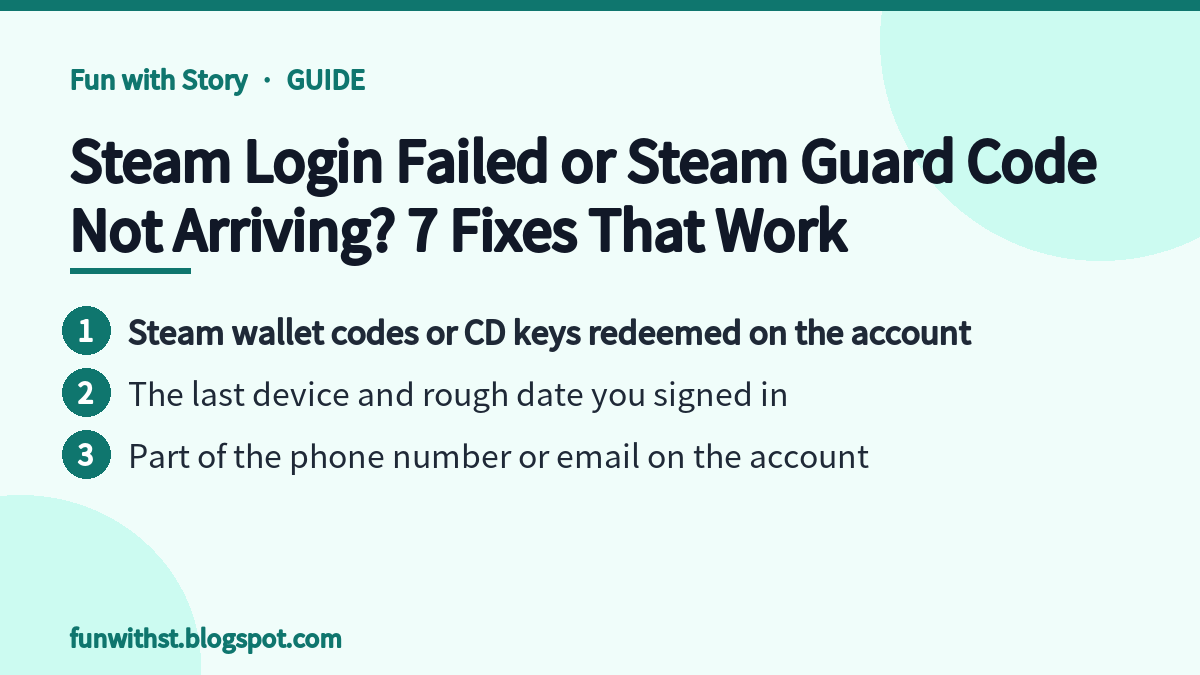 Fun with Story · GUIDE
Steam Login Failed or Steam Guard Code
Not Arriving? 7 Fixes That Work
1 Steam wallet codes or CD keys redeemed on the account
2 The last device and rough date you signed in
3 Part of the phone number or email on the account
funwithst.blogspot.com